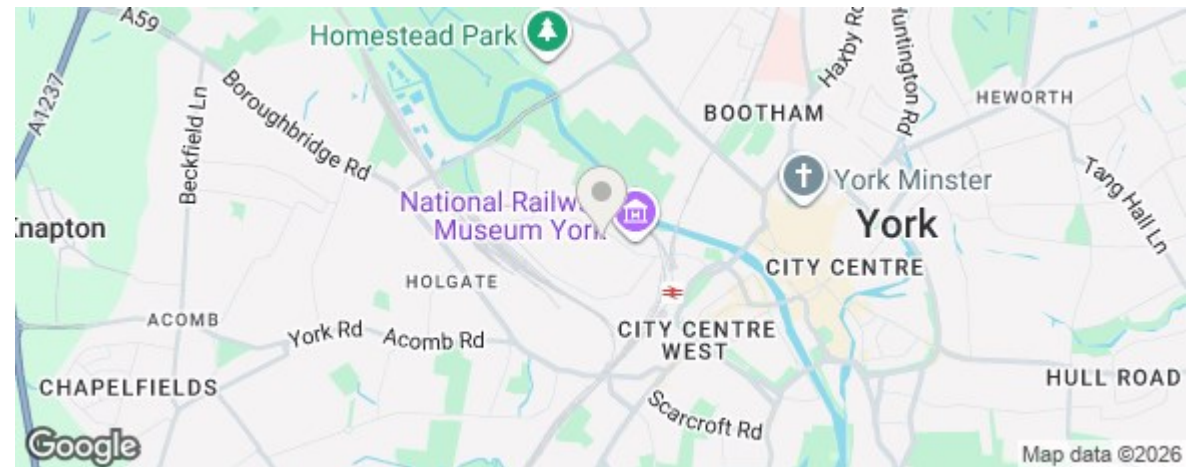 A59
Homestead Park
Haxby Rd
Huntington Rd
A1237
Beckfield Ln
Boroughbridge Rd
BOOTHAM
HEWORTH
Tang Hall Ln
York Minster
National Railw
Museum York
Knapton
York
CITY CENTRE
HOLGATE
ACOMB
York Rd
Acomb Rd
CITY CENTRE
WEST
CHAPELFIELDS
HULL ROAD
Scarcroft Rd
Google
Map data ©2026